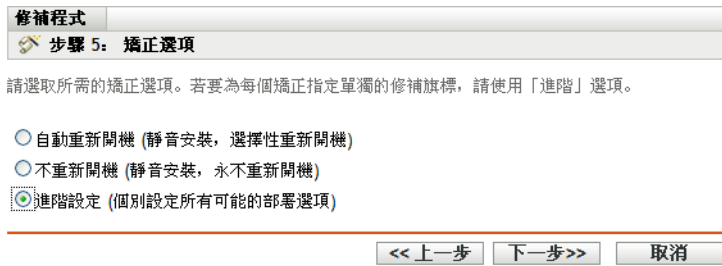 修補程式
步驟 5： 矯正選項
請選取所需的矯正選項。若要為每個矯正指定單獨的修補旗標，請使用「進階」選項。
自動重新開機 (靜音安裝，選擇性重新開機)
不重新開機 (靜音安裝，永不重新開機)
進階設定 (個別設定所有可能的部署選項)
<<上一步 下一步>> 取消